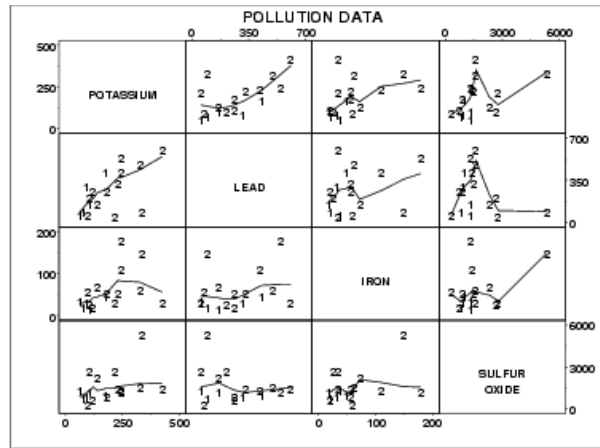 POLLUTION DATA
0 350 700
0 3000 6000
500
250
0
POTASSIUM
LEAD
700
350
0
200
100
0
IRON
SULFUR
OXIDE
6000
3000
0
0 250 500
0 100 200